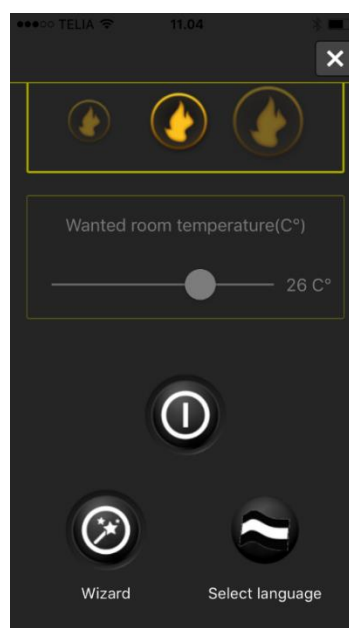 TELIA 11.04
Wanted room temperature(C°)
26 C°
Wizard
Select language